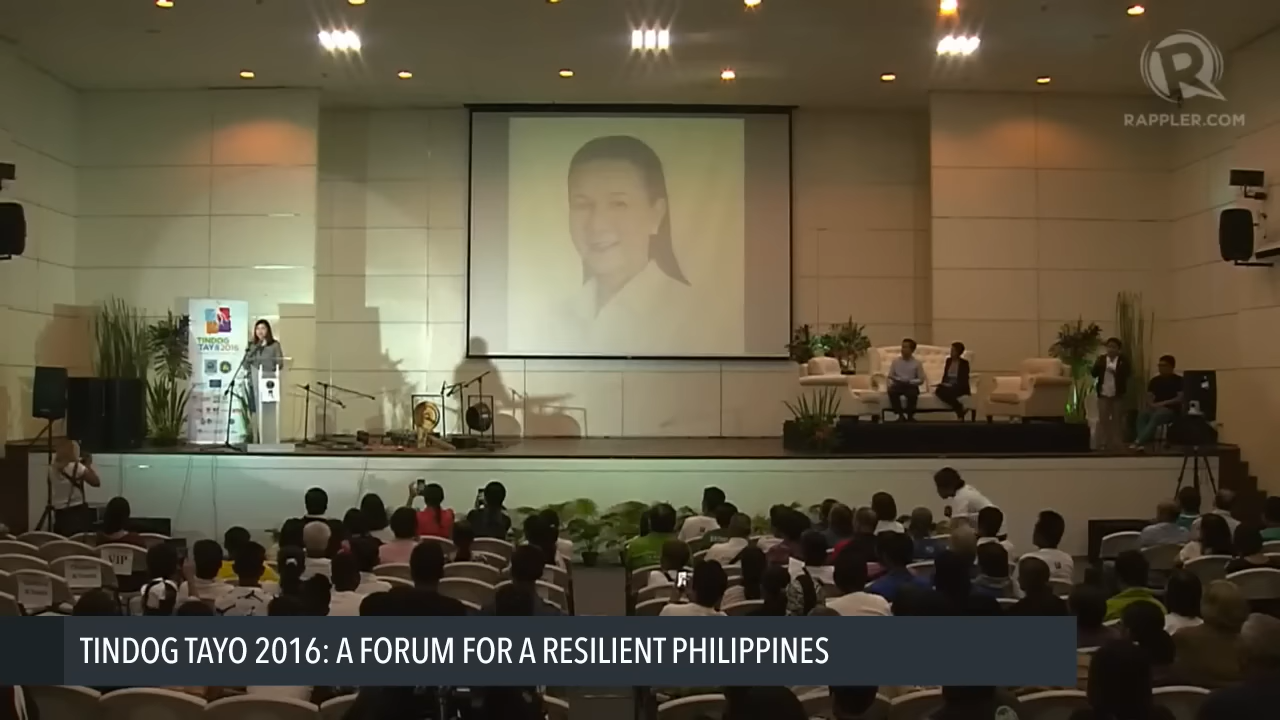 R
RAPPLER.COM
TINDOG
TAYO 2016
VIP
TINDOG TAYO 2016: A FORUM FOR A RESILIENT PHILIPPINES